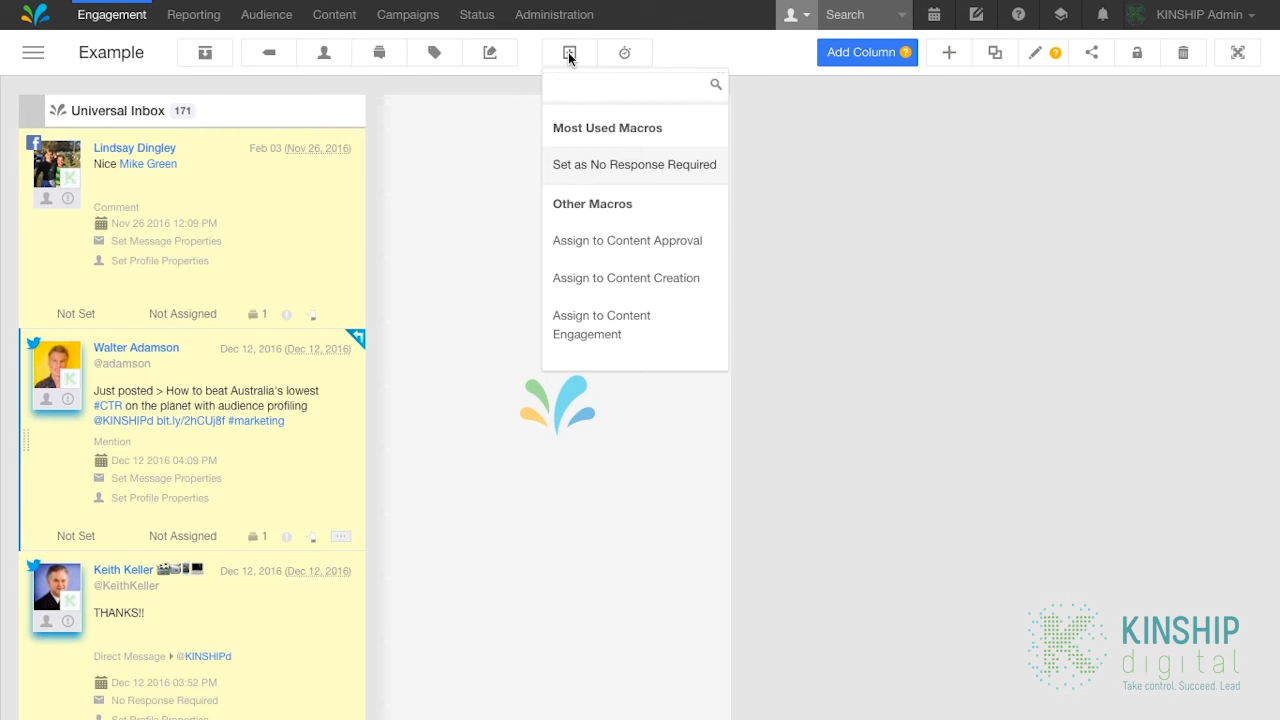 Engagement Reporting Audience Content Campaigns Status Administration Search KINSHIP Admin
Example
Add Column ?
Universal Inbox 171
Lindsay Dingley Feb 03 (Nov 26, 2016)
Nice Mike Green
Comment
Nov 26 2016 12:09 PM
Set Message Properties
Set Profile Properties
Not Set Not Assigned 1
Walter Adamson Dec 12, 2016 (Dec 12, 2016)
@adamson
Just posted > How to beat Australia's lowest
#CTR on the planet with audience profiling
@KINSHIPd bit.ly/2hCUj8f #marketing
Mention
Dec 12 2016 04:09 PM
Set Message Properties
Set Profile Properties
Not Set Not Assigned 1
Keith Keller Dec 12, 2016 (Dec 12, 2016)
@KeithKeller
THANKS!!
Direct Message @KINSHIPd
Dec 12 2016 03:52 PM
No Response Required
Set Profile Properties
Most Used Macros
Set as No Response Required
Other Macros
Assign to Content Approval
Assign to Content Creation
Assign to Content
Engagement
KINSHIP
digital
Take control. Succeed. Lead